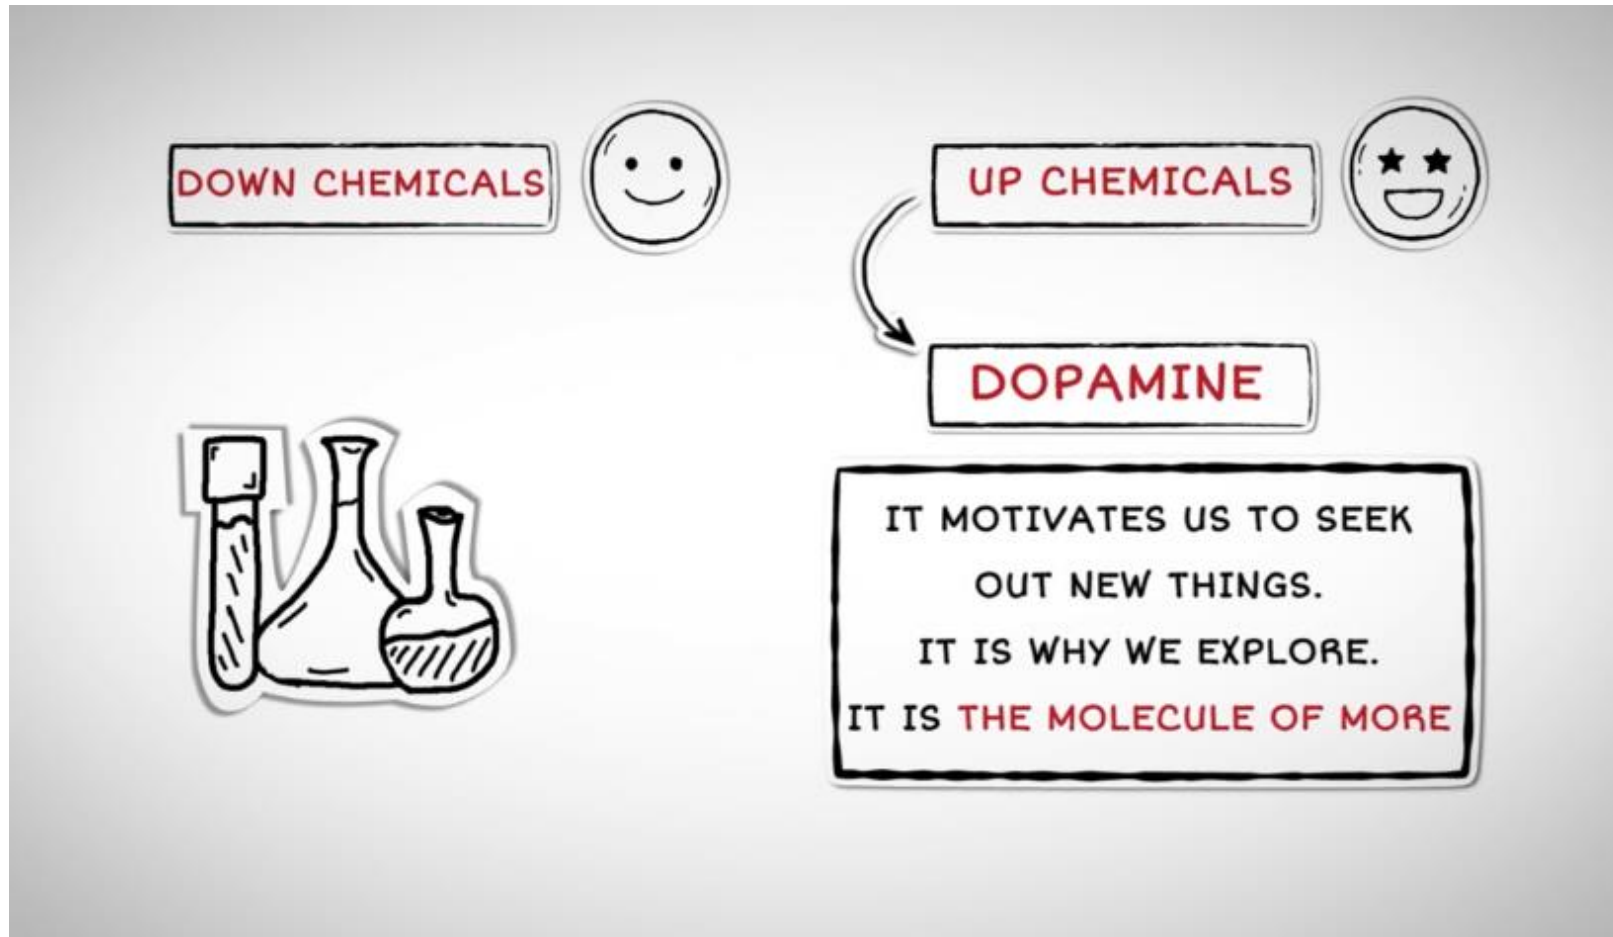 DOWN CHEMICALS
UP CHEMICALS
DOPAMINE
IT MOTIVATES US TO SEEK
OUT NEW THINGS.
IT IS WHY WE EXPLORE.
IT IS THE MOLECULE OF MORE